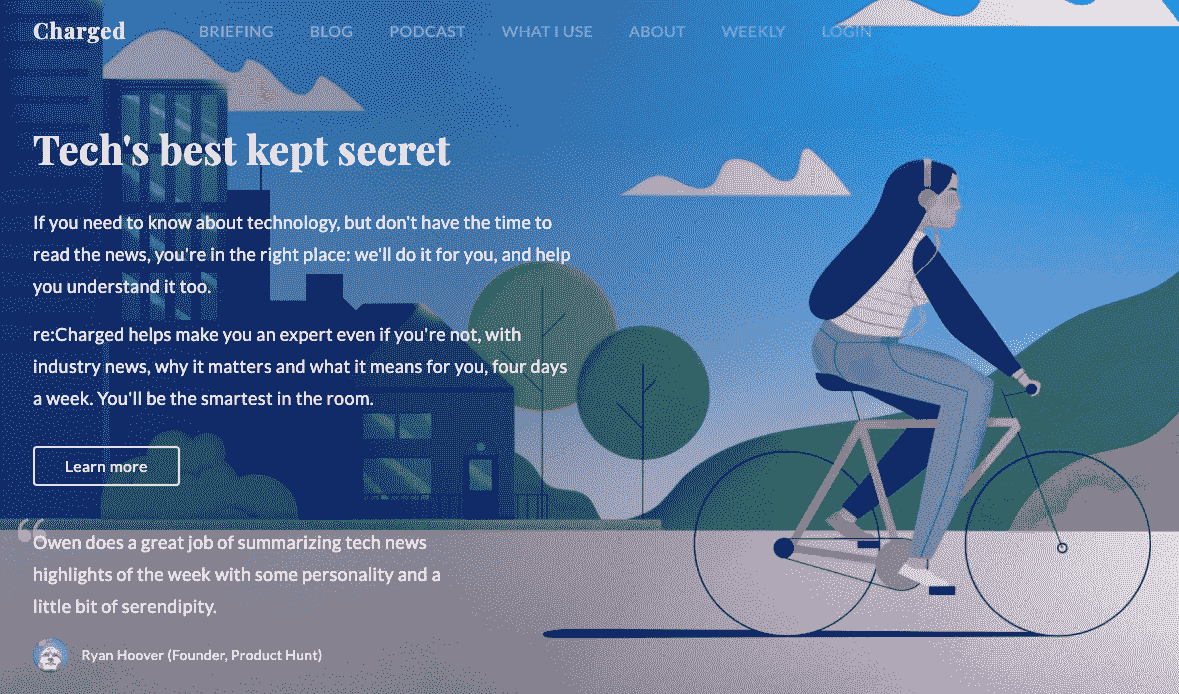 Charged BRIEFING BLOG PODCAST WHAT I USE ABOUT WEEKLY LOGIN
Tech's best kept secret
If you need to know about technology, but don't have the time to
read the news, you're in the right place: we'll do it for you, and help
you understand it too.
re:Charged helps make you an expert even if you're not, with
industry news, why it matters and what it means for you, four days
a week. You'll be the smartest in the room.
Learn more
“
Owen does a great job of summarizing tech news
highlights of the week with some personality and a
little bit of serendipity.
Ryan Hoover (Founder, Product Hunt)